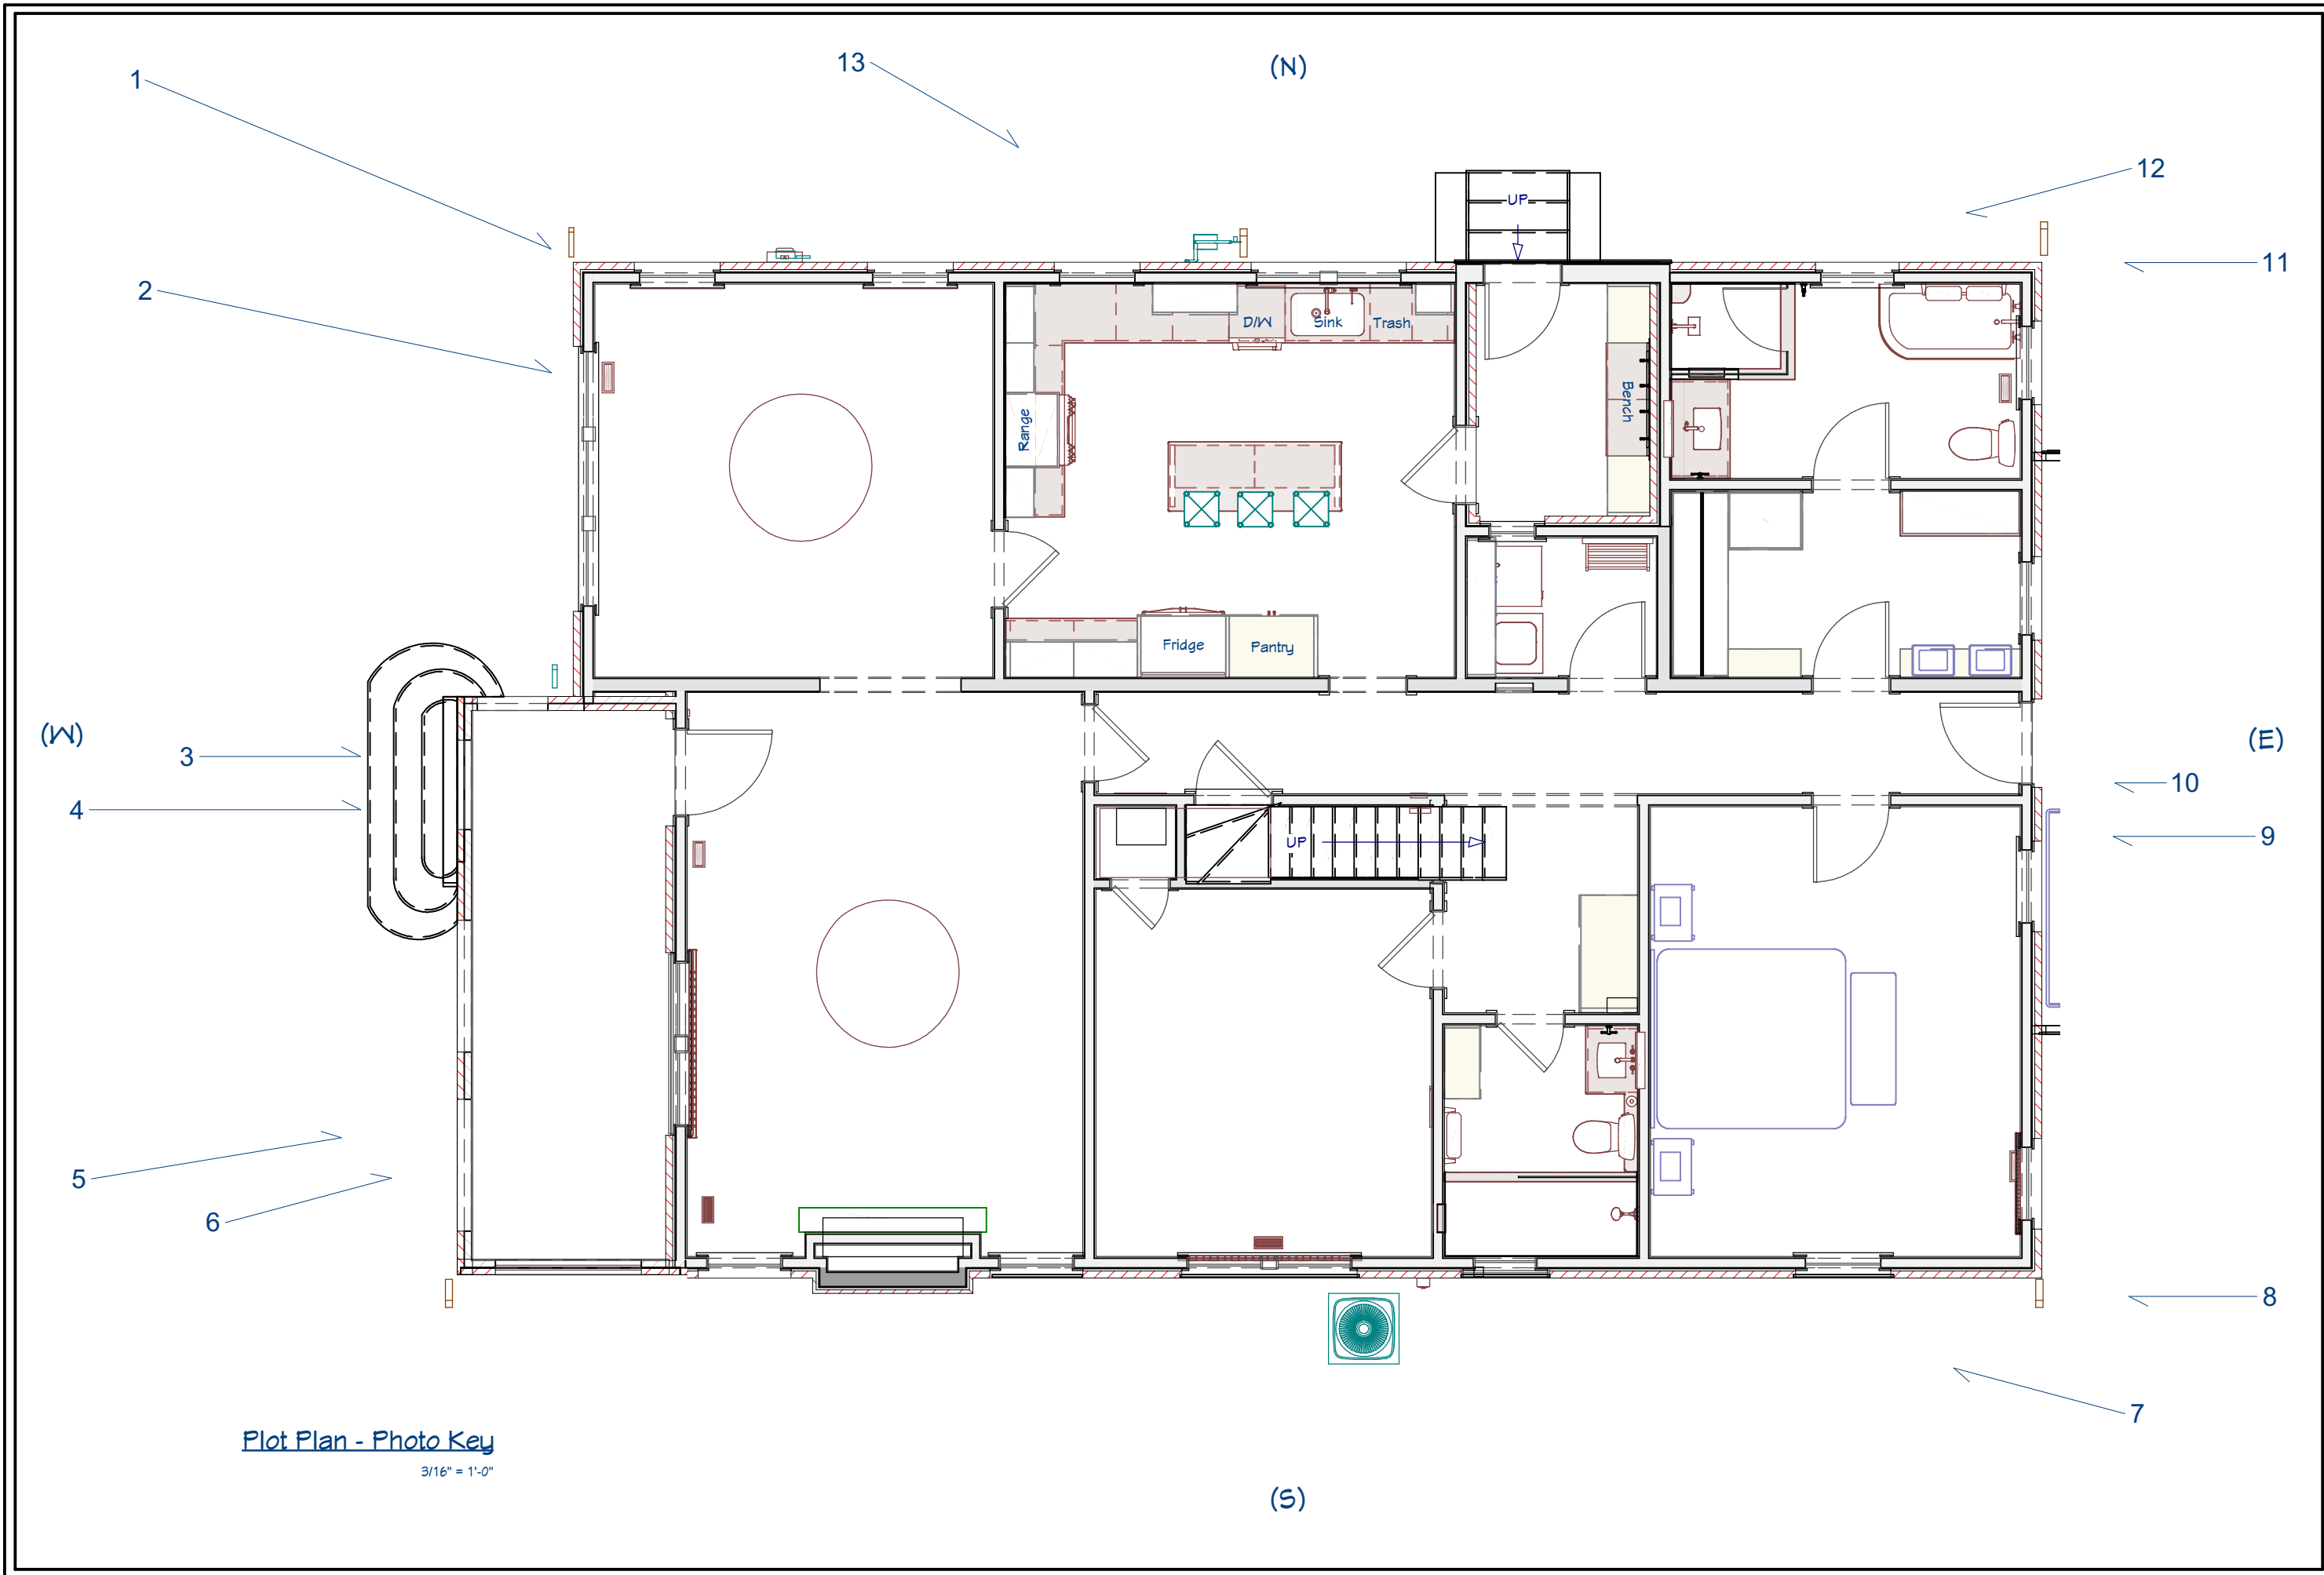 13
(N)
1
12
UP
11
2
D/W
Sink
Trash
Range
Bench
Fridge
Pantry
(W)
3
(E)
10
4
9
UP
5
6
8
7
Plot Plan - Photo Key
3/16" = 1'-0"
(S)